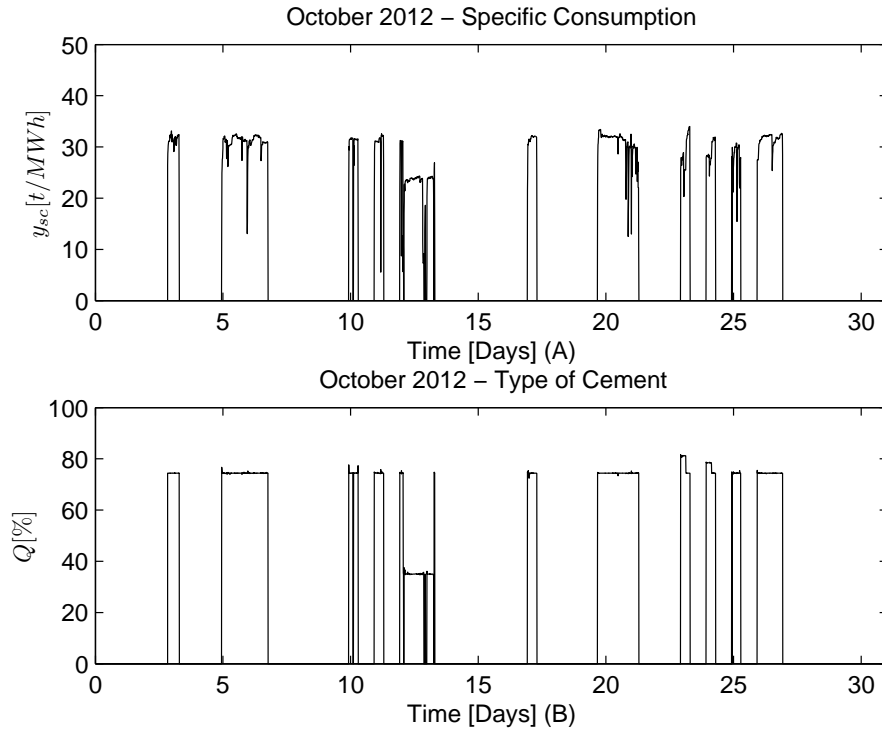 October 2012 – Specific Consumption
50
40
30
20
10
0
y_{sc}[t/MWh]
0 5 10 15 20 25 30
Time [Days] (A)
October 2012 – Type of Cement
100
80
60
40
20
0
Q[%]
0 5 10 15 20 25 30
Time [Days] (B)